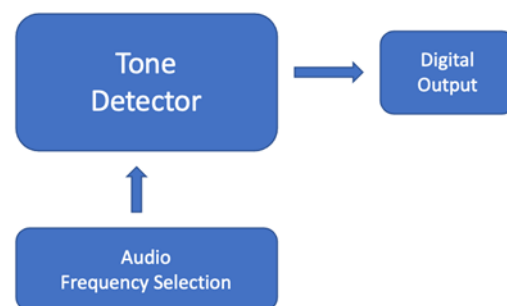 Tone
Detector
Digital
Output
Audio
Frequency Selection